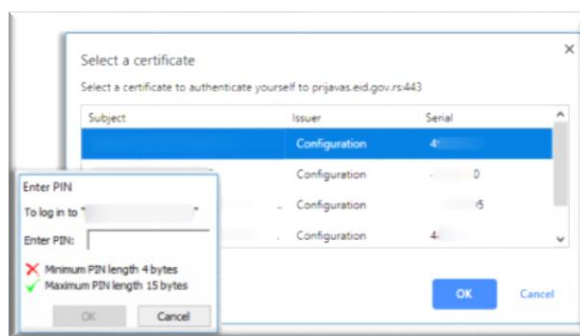 Select a certificate
Select a certificate to authenticate yourself to prijavas.eid.gov.rs:443
Subject Issuer Serial
Configuration
Configuration
Configuration
Configuration
OK Cancel
Enter PIN
To log in to " "
Enter PIN:
Minimum PIN length 4 bytes
Maximum PIN length 15 bytes
OK Cancel